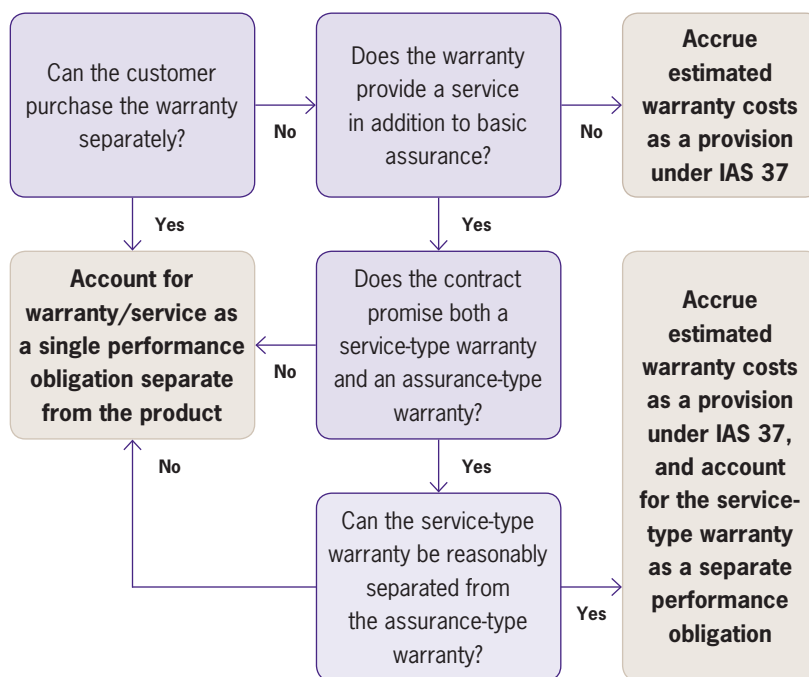 Can the customer
purchase the warranty
separately?
No
Does the warranty
provide a service
in addition to basic
assurance?
No
Accrue
estimated
warranty costs
as a provision
under IAS 37
Yes
Yes
Account for
warranty/service as
a single performance
obligation separate
from the product
No
Does the contract
promise both a
service-type warranty
and an assurance-type
warranty?
Accrue
estimated
warranty costs
as a provision
under IAS 37,
and account
for the service-
type warranty
as a separate
performance
obligation
No
Yes
Can the service-type
warranty be reasonably
separated from
the assurance-type
warranty?
Yes